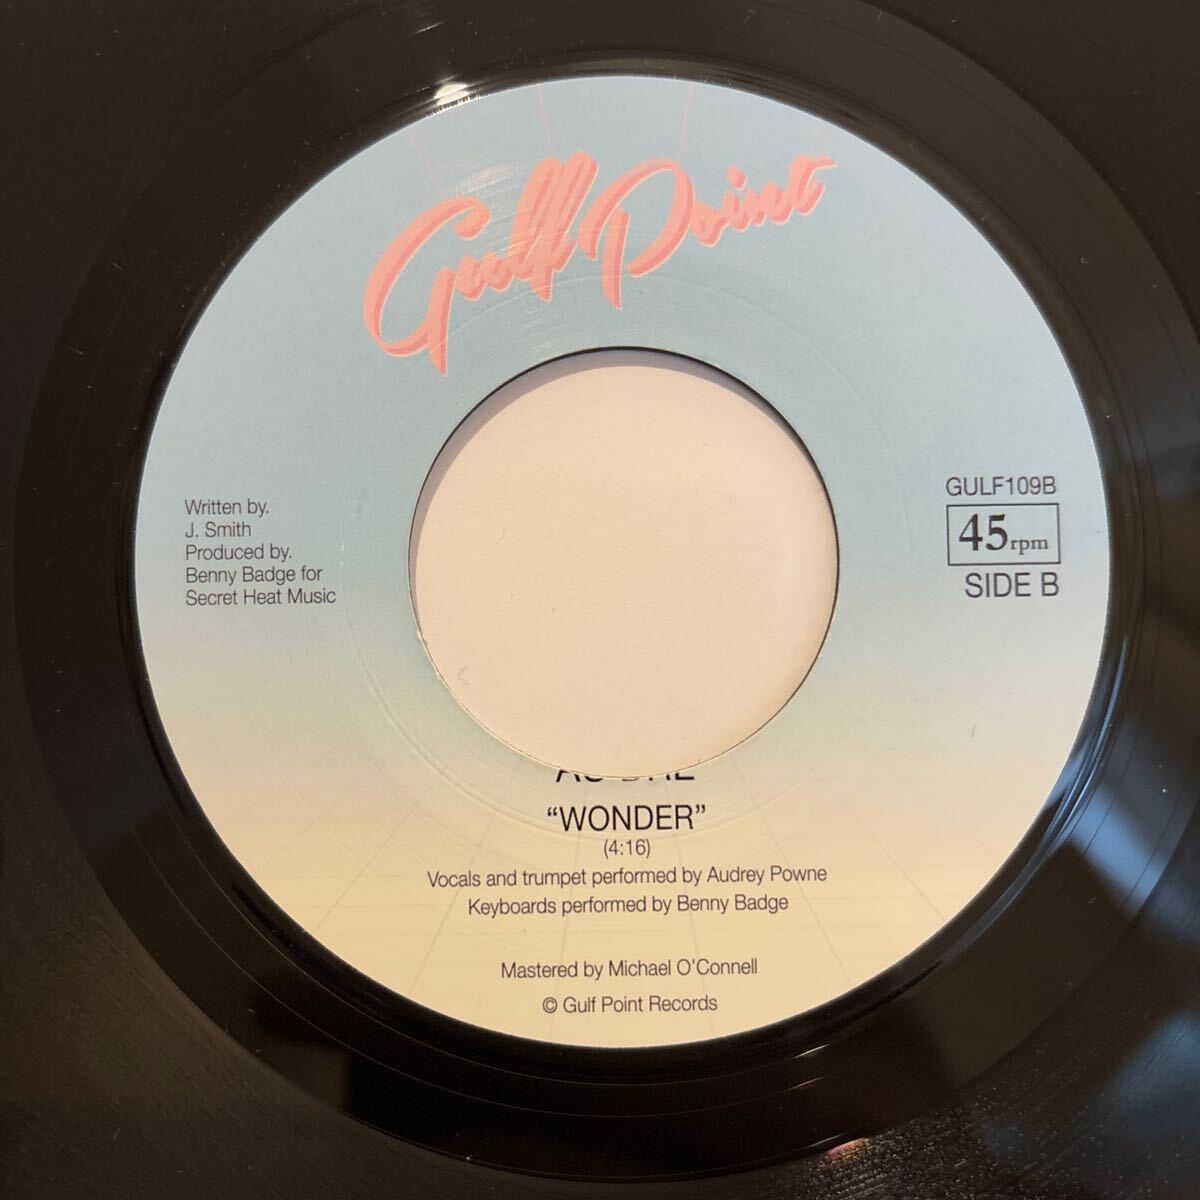 Gulf Point
Written by.
J. Smith
Produced by.
Benny Badge for
Secret Heat Music
GULF109B
45rpm
SIDE B
“WONDER”
(4:16)
Vocals and trumpet performed by Audrey Powne
Keyboards performed by Benny Badge
Mastered by Michael O'Connell
© Gulf Point Records